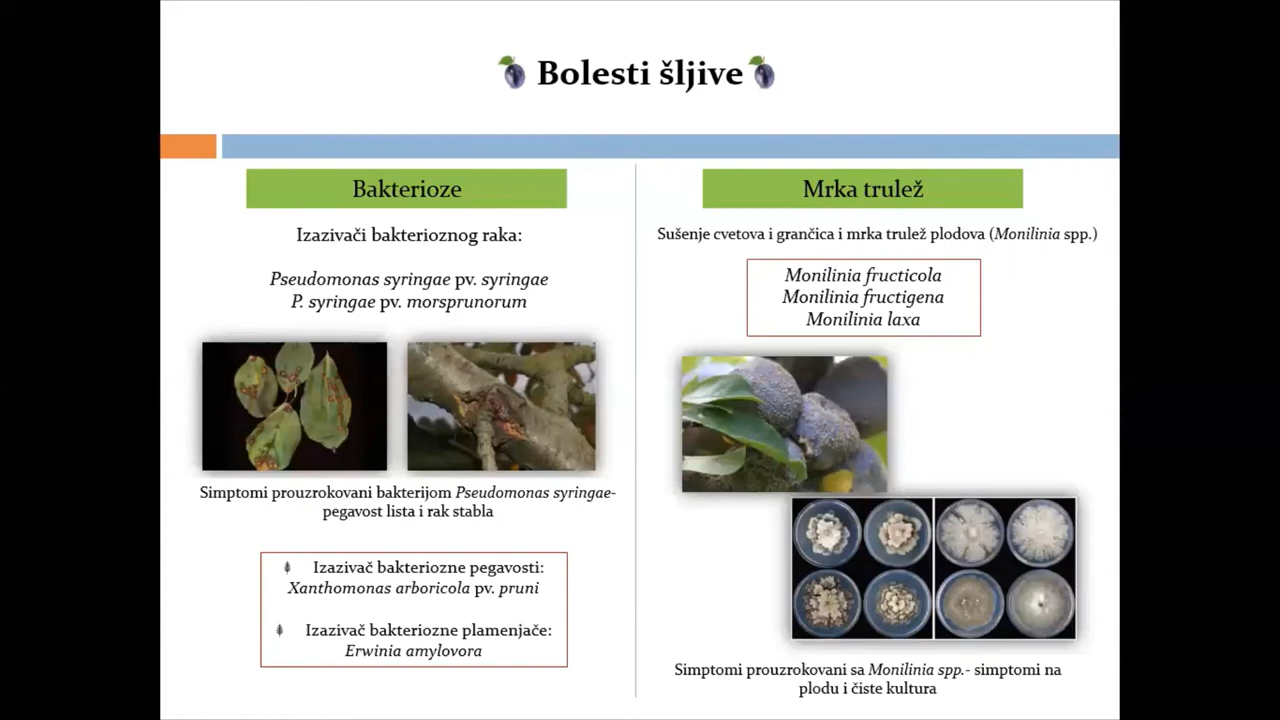 Bolesti šljive
Bakterioze
Izazivači bakterioznog raka:
Pseudomonas syringae pv. syringae
P. syringae pv. morsprunorum
Simptomi prouzrokovani bakterijom Pseudomonas syringae-
pegavost lista i rak stabla
Izazivač bakteriozne pegavosti:
Xanthomonas arboricola pv. pruni
Izazivač bakteriozne plamenjače:
Erwinia amylovora
Mrka trulež
Sušenje cvetova i grančica i mrka trulež plodova (Monilinia spp.)
Monilinia fructicola
Monilinia fructigena
Monilinia laxa
Simptomi prouzrokovani sa Monilinia spp.- simptomi na
plodu i čiste kultura